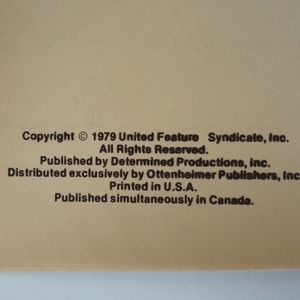 Copyright © 1979 United Feature Syndicate, Inc.
All Rights Reserved.
Published by Determined Productions, Inc.
Distributed exclusively by Ottenheimer Publishers, Inc
Printed in U.S.A.
Published simultaneously in Canada.